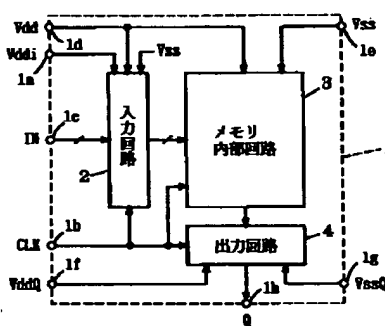 Vdd
1d
Vss
1e
Vddi
1a
Vss
3
入力回路
メモリ
内部回路
IN
1c
2
1b
CLK
4
出力回路
1f
VddQ
1g
VssQ
1h
Q